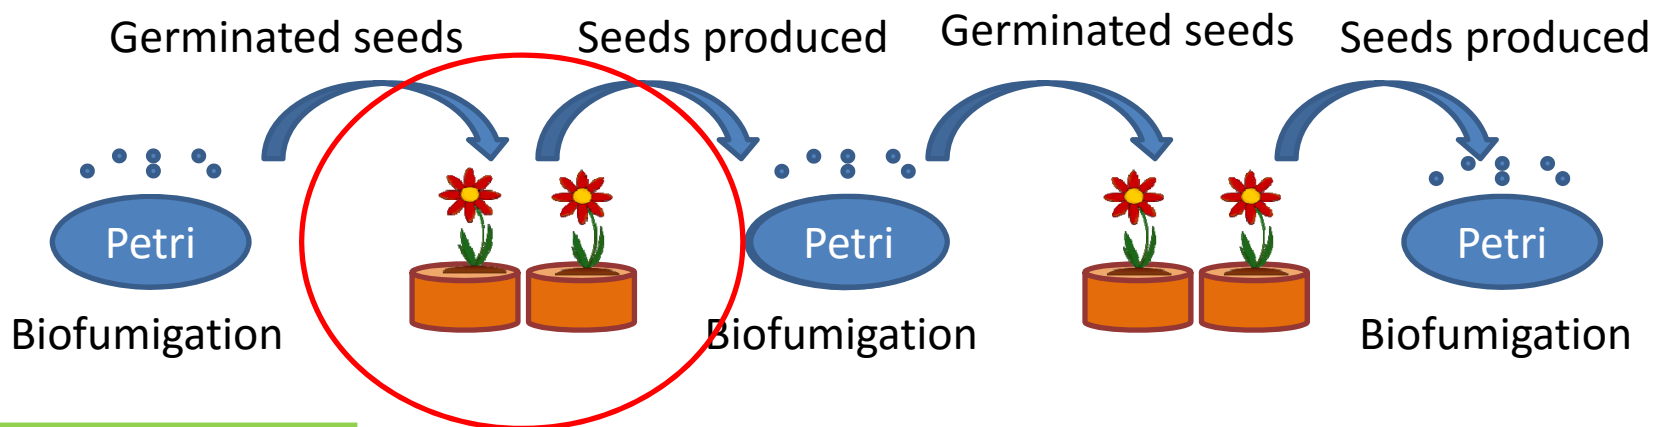 Germinated seeds
Seeds produced
Germinated seeds
Seeds produced
Petri
Petri
Petri
Biofumigation
Biofumigation
Biofumigation